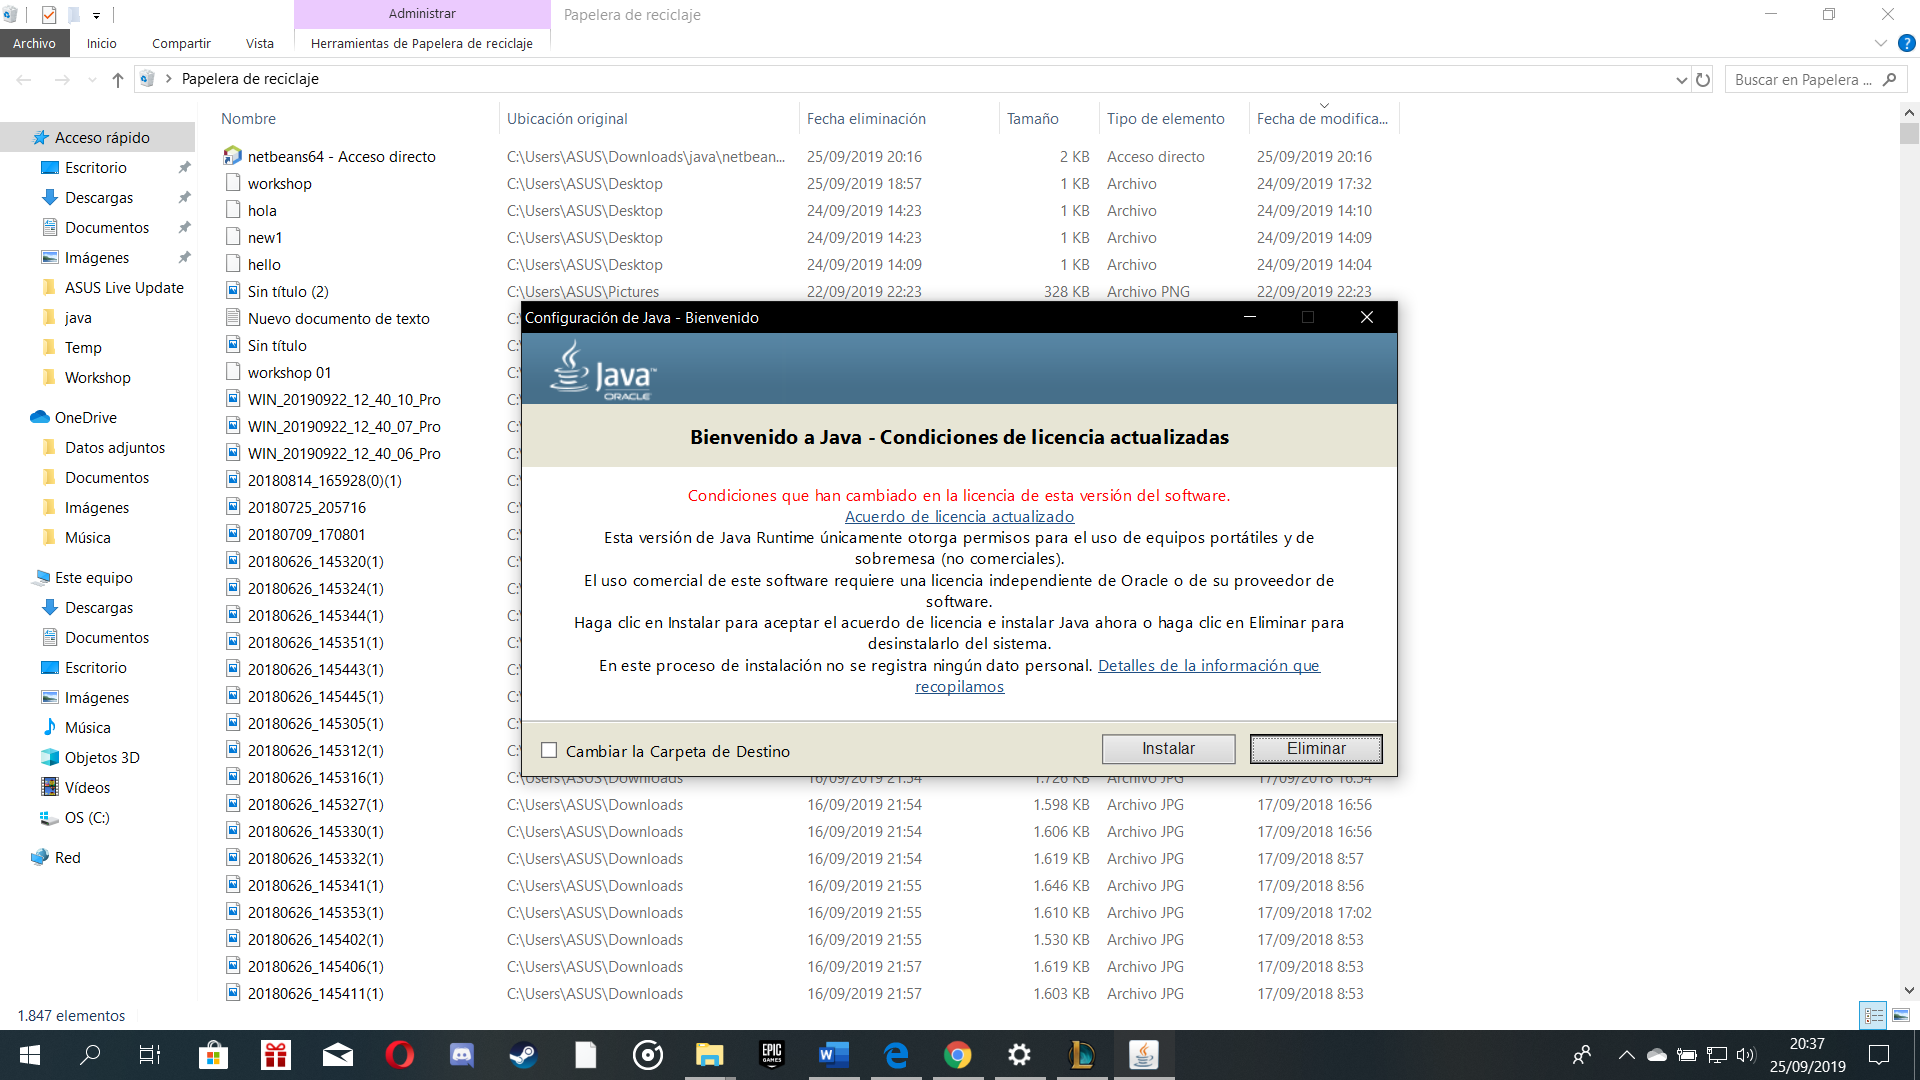 Administrar
Papelera de reciclaje
Archivo
Inicio
Compartir
Vista
Herramientas de Papelera de reciclaje
Papelera de reciclaje
Buscar en Papelera ...
Nombre
Ubicación original
Fecha eliminación
Tamaño
Tipo de elemento
Fecha de modifica...
Acceso rápido
Escritorio
Descargas
Documentos
Imágenes
ASUS Live Update
java
Temp
Workshop
OneDrive
Datos adjuntos
Documentos
Imágenes
Música
Este equipo
Descargas
Documentos
Escritorio
Imágenes
Música
Objetos 3D
Vídeos
OS (C:)
Red
netbeans64 - Acceso directo C:\Users\ASUS\Downloads\java\netbean... 25/09/2019 20:16 2 KB Acceso directo 25/09/2019 20:16
workshop C:\Users\ASUS\Desktop 25/09/2019 18:57 1 KB Archivo 24/09/2019 17:32
hola C:\Users\ASUS\Desktop 24/09/2019 14:23 1 KB Archivo 24/09/2019 14:10
new1 C:\Users\ASUS\Desktop 24/09/2019 14:23 1 KB Archivo 24/09/2019 14:09
hello C:\Users\ASUS\Desktop 24/09/2019 14:09 1 KB Archivo 24/09/2019 14:04
Sin título (2) C:\Users\ASUS\Pictures 22/09/2019 22:23 328 KB Archivo PNG 22/09/2019 22:23
Nuevo documento de texto
Sin título
workshop 01
WIN_20190922_12_40_10_Pro
WIN_20190922_12_40_07_Pro
WIN_20190922_12_40_06_Pro
20180814_165928(0)(1)
20180725_205716
20180709_170801
20180626_145320(1)
20180626_145324(1)
20180626_145344(1)
20180626_145351(1)
20180626_145443(1)
20180626_145445(1)
20180626_145305(1)
20180626_145312(1)
20180626_145316(1) C:\Users\ASUS\Downloads 16/09/2019 21:54 1.726 KB Archivo JPG 17/09/2018 16:54
20180626_145327(1) C:\Users\ASUS\Downloads 16/09/2019 21:54 1.598 KB Archivo JPG 17/09/2018 16:56
20180626_145330(1) C:\Users\ASUS\Downloads 16/09/2019 21:54 1.606 KB Archivo JPG 17/09/2018 16:56
20180626_145332(1) C:\Users\ASUS\Downloads 16/09/2019 21:54 1.619 KB Archivo JPG 17/09/2018 8:57
20180626_145341(1) C:\Users\ASUS\Downloads 16/09/2019 21:55 1.646 KB Archivo JPG 17/09/2018 8:56
20180626_145353(1) C:\Users\ASUS\Downloads 16/09/2019 21:55 1.610 KB Archivo JPG 17/09/2018 17:02
20180626_145402(1) C:\Users\ASUS\Downloads 16/09/2019 21:55 1.530 KB Archivo JPG 17/09/2018 8:53
20180626_145406(1) C:\Users\ASUS\Downloads 16/09/2019 21:57 1.619 KB Archivo JPG 17/09/2018 8:53
20180626_145411(1) C:\Users\ASUS\Downloads 16/09/2019 21:57 1.603 KB Archivo JPG 17/09/2018 8:53
Configuración de Java - Bienvenido
Java™
ORACLE
Bienvenido a Java - Condiciones de licencia actualizadas
Condiciones que han cambiado en la licencia de esta versión del software.
Acuerdo de licencia actualizado
Esta versión de Java Runtime únicamente otorga permisos para el uso de equipos portátiles y de
sobremesa (no comerciales).
El uso comercial de este software requiere una licencia independiente de Oracle o de su proveedor de
software.
Haga clic en Instalar para aceptar el acuerdo de licencia e instalar Java ahora o haga clic en Eliminar para
desinstalarlo del sistema.
En este proceso de instalación no se registra ningún dato personal. Detalles de la información que
recopilamos
Cambiar la Carpeta de Destino
Instalar
Eliminar
1.847 elementos
EPIC
GAMES
20:37
25/09/2019